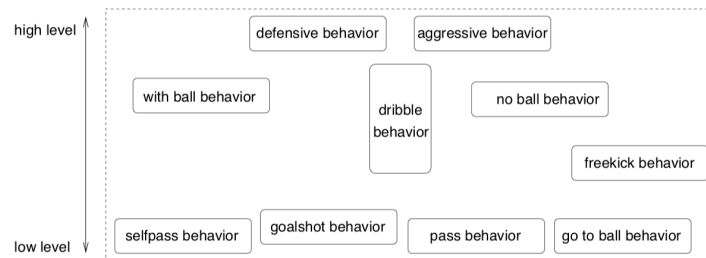 high level
defensive behavior
aggressive behavior
with ball behavior
dribble
behavior
no ball behavior
freekick behavior
selfpass behavior
goalshot behavior
pass behavior
go to ball behavior
low level